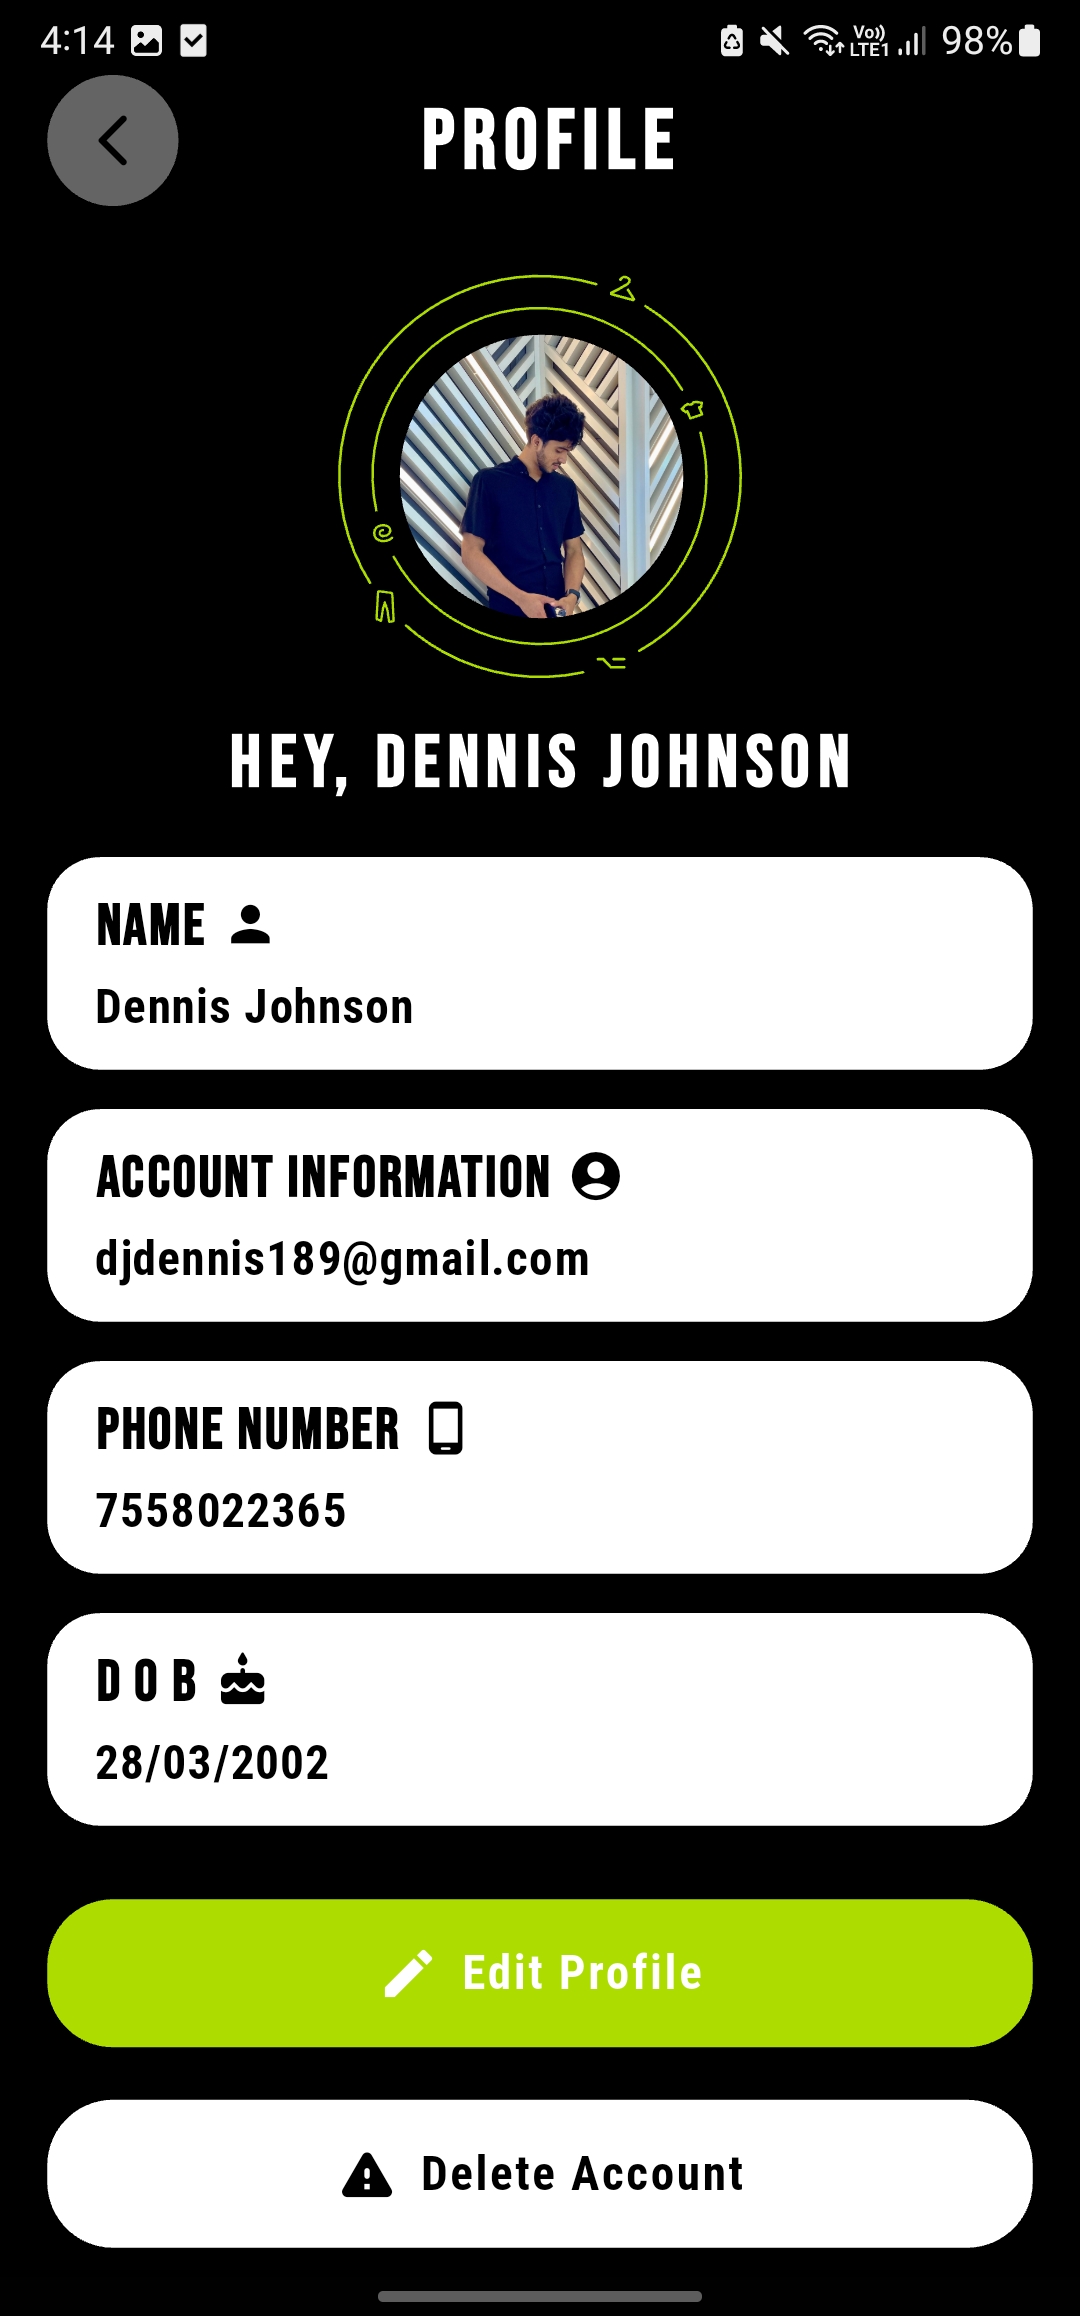 4:14 Vo)) LTE1 98%
PROFILE
HEY, DENNIS JOHNSON
NAME
Dennis Johnson
ACCOUNT INFORMATION
djdennis189@gmail.com
PHONE NUMBER
7558022365
D O B
28/03/2002
Edit Profile
Delete Account